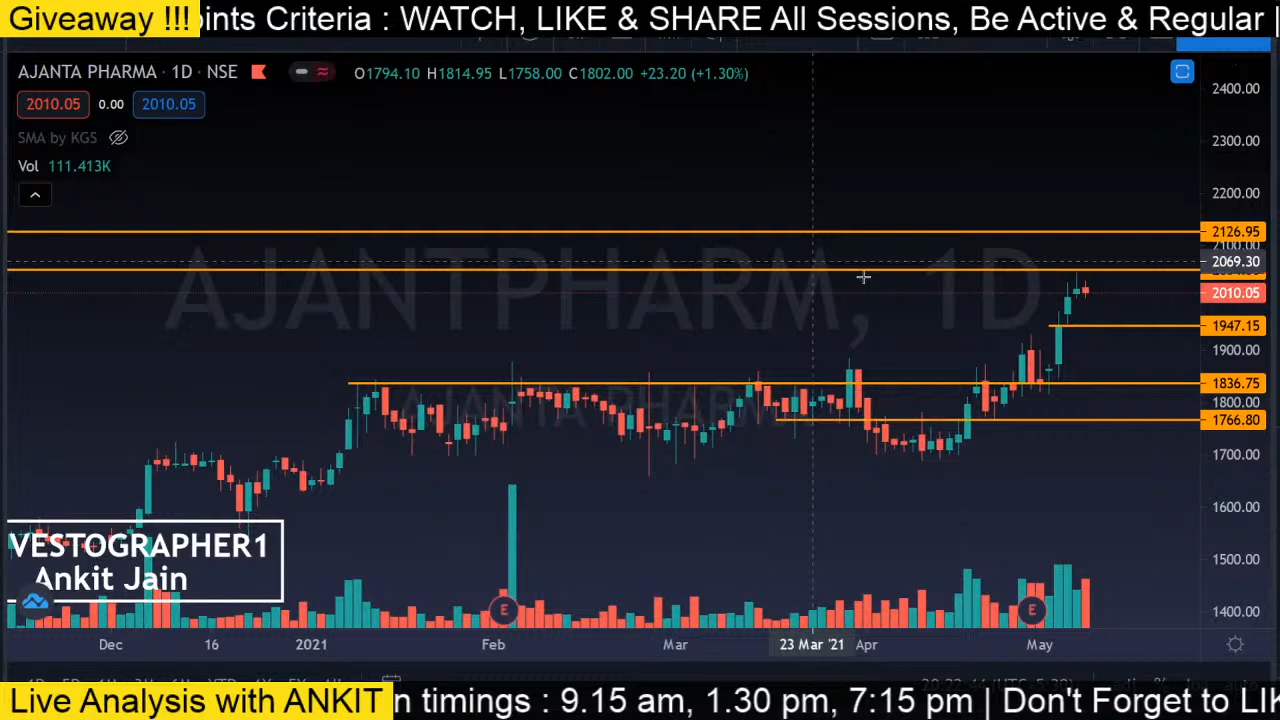 Giveaway !!! oints Criteria : WATCH, LIKE & SHARE All Sessions, Be Active & Regular |
AJANTA PHARMA · 1D · NSE O1794.10 H1814.95 L1758.00 C1802.00 +23.20 (+1.30%)
2010.05 0.00 2010.05
SMA by KGS
Vol 111.413K
2400.00
2300.00
2200.00
2126.95
2100.00
2069.30
2010.05
1947.15
1900.00
1836.75
1800.00
1766.80
1700.00
1600.00
1500.00
1400.00
AJANTPHARM, 1D
AJANTA PHARMA
VESTOGRAPHER1
Ankit Jain
E E
Dec 16 2021 Feb Mar 23 Mar '21 Apr May
Live Analysis with ANKIT n timings : 9.15 am, 1.30 pm, 7:15 pm | Don't Forget to LI